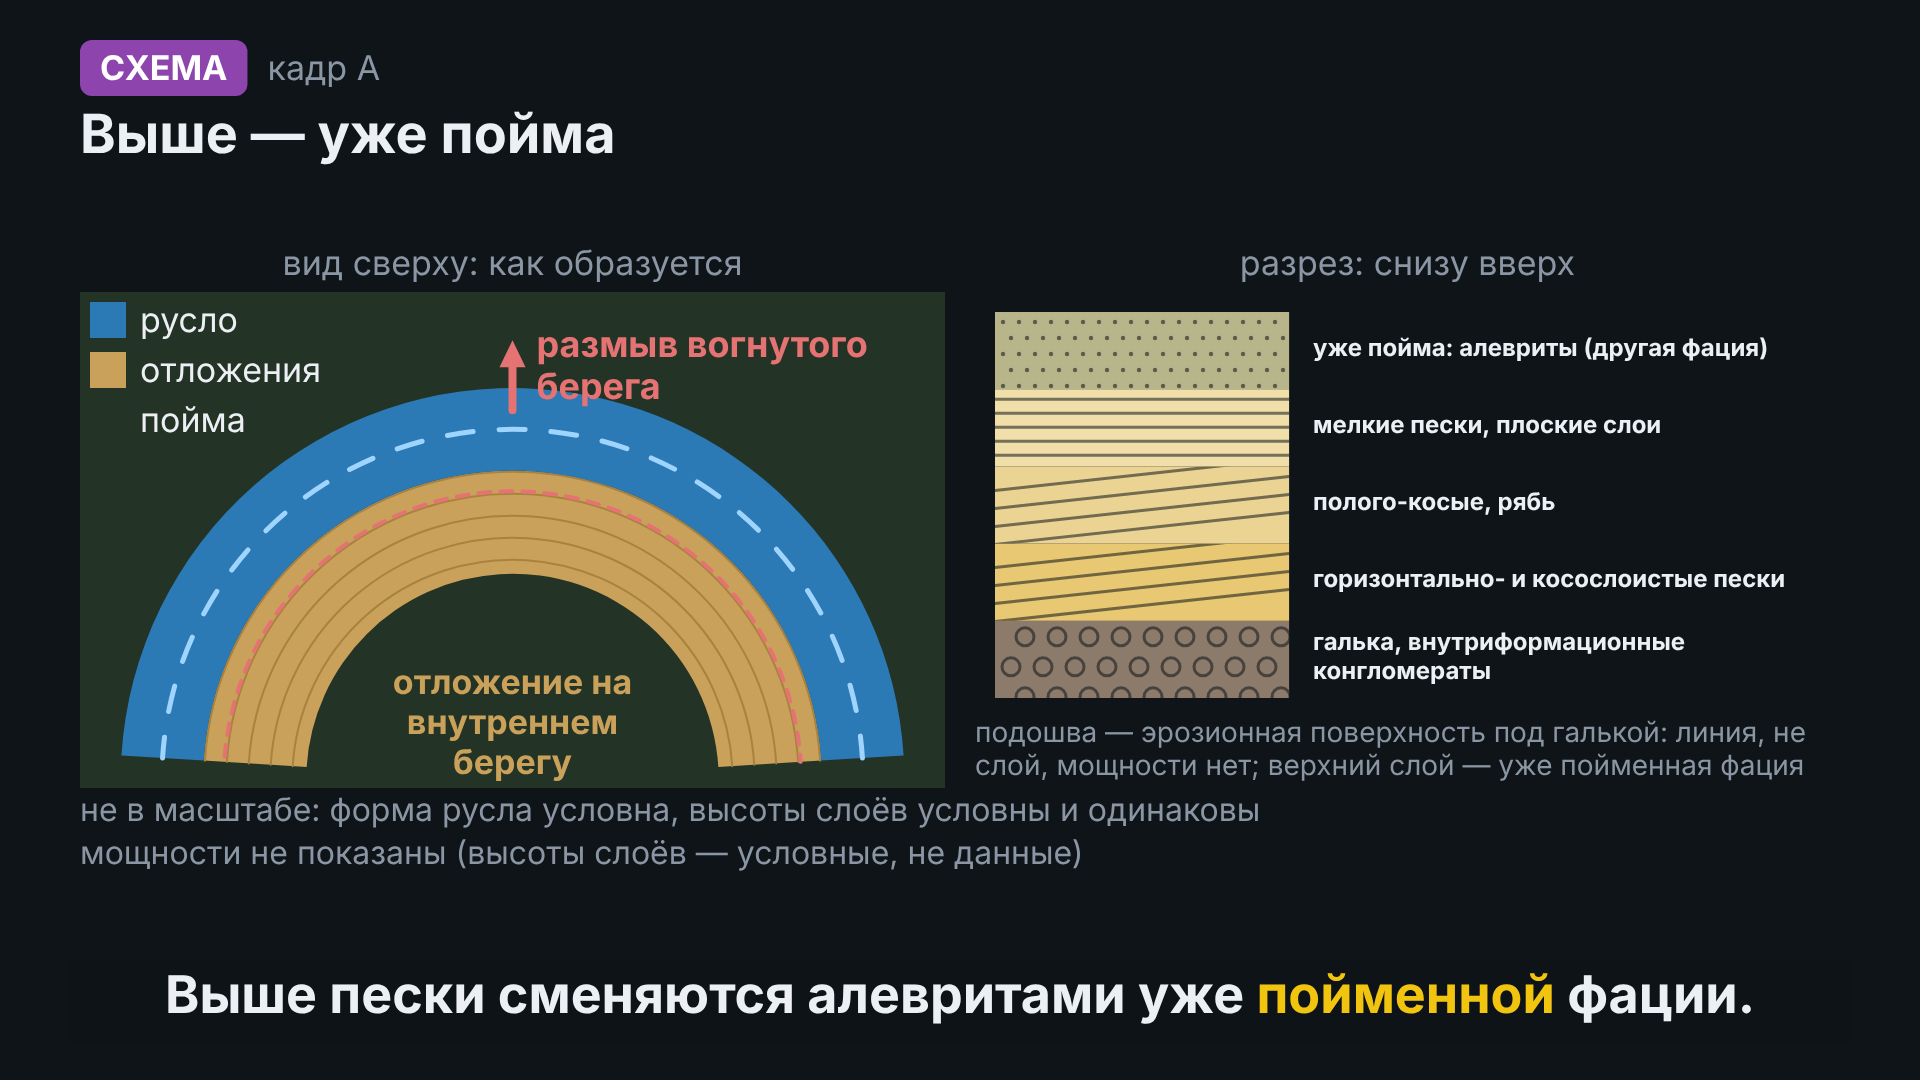 СХЕМА кадр А
Выше — уже пойма
вид сверху: как образуется
русло
отложения
пойма
размыв вогнутого
берега
отложение на
внутреннем
берегу
разрез: снизу вверх
уже пойма: алевриты (другая фация)
мелкие пески, плоские слои
полого-косые, рябь
горизонтально- и косослоистые пески
галька, внутриформационные
конгломераты
подошва — эрозионная поверхность под галькой: линия, не
слой, мощности нет; верхний слой — уже пойменная фация
не в масштабе: форма русла условна, высоты слоёв условны и одинаковы
мощности не показаны (высоты слоёв — условные, не данные)
Выше пески сменяются алевритами уже пойменной фации.